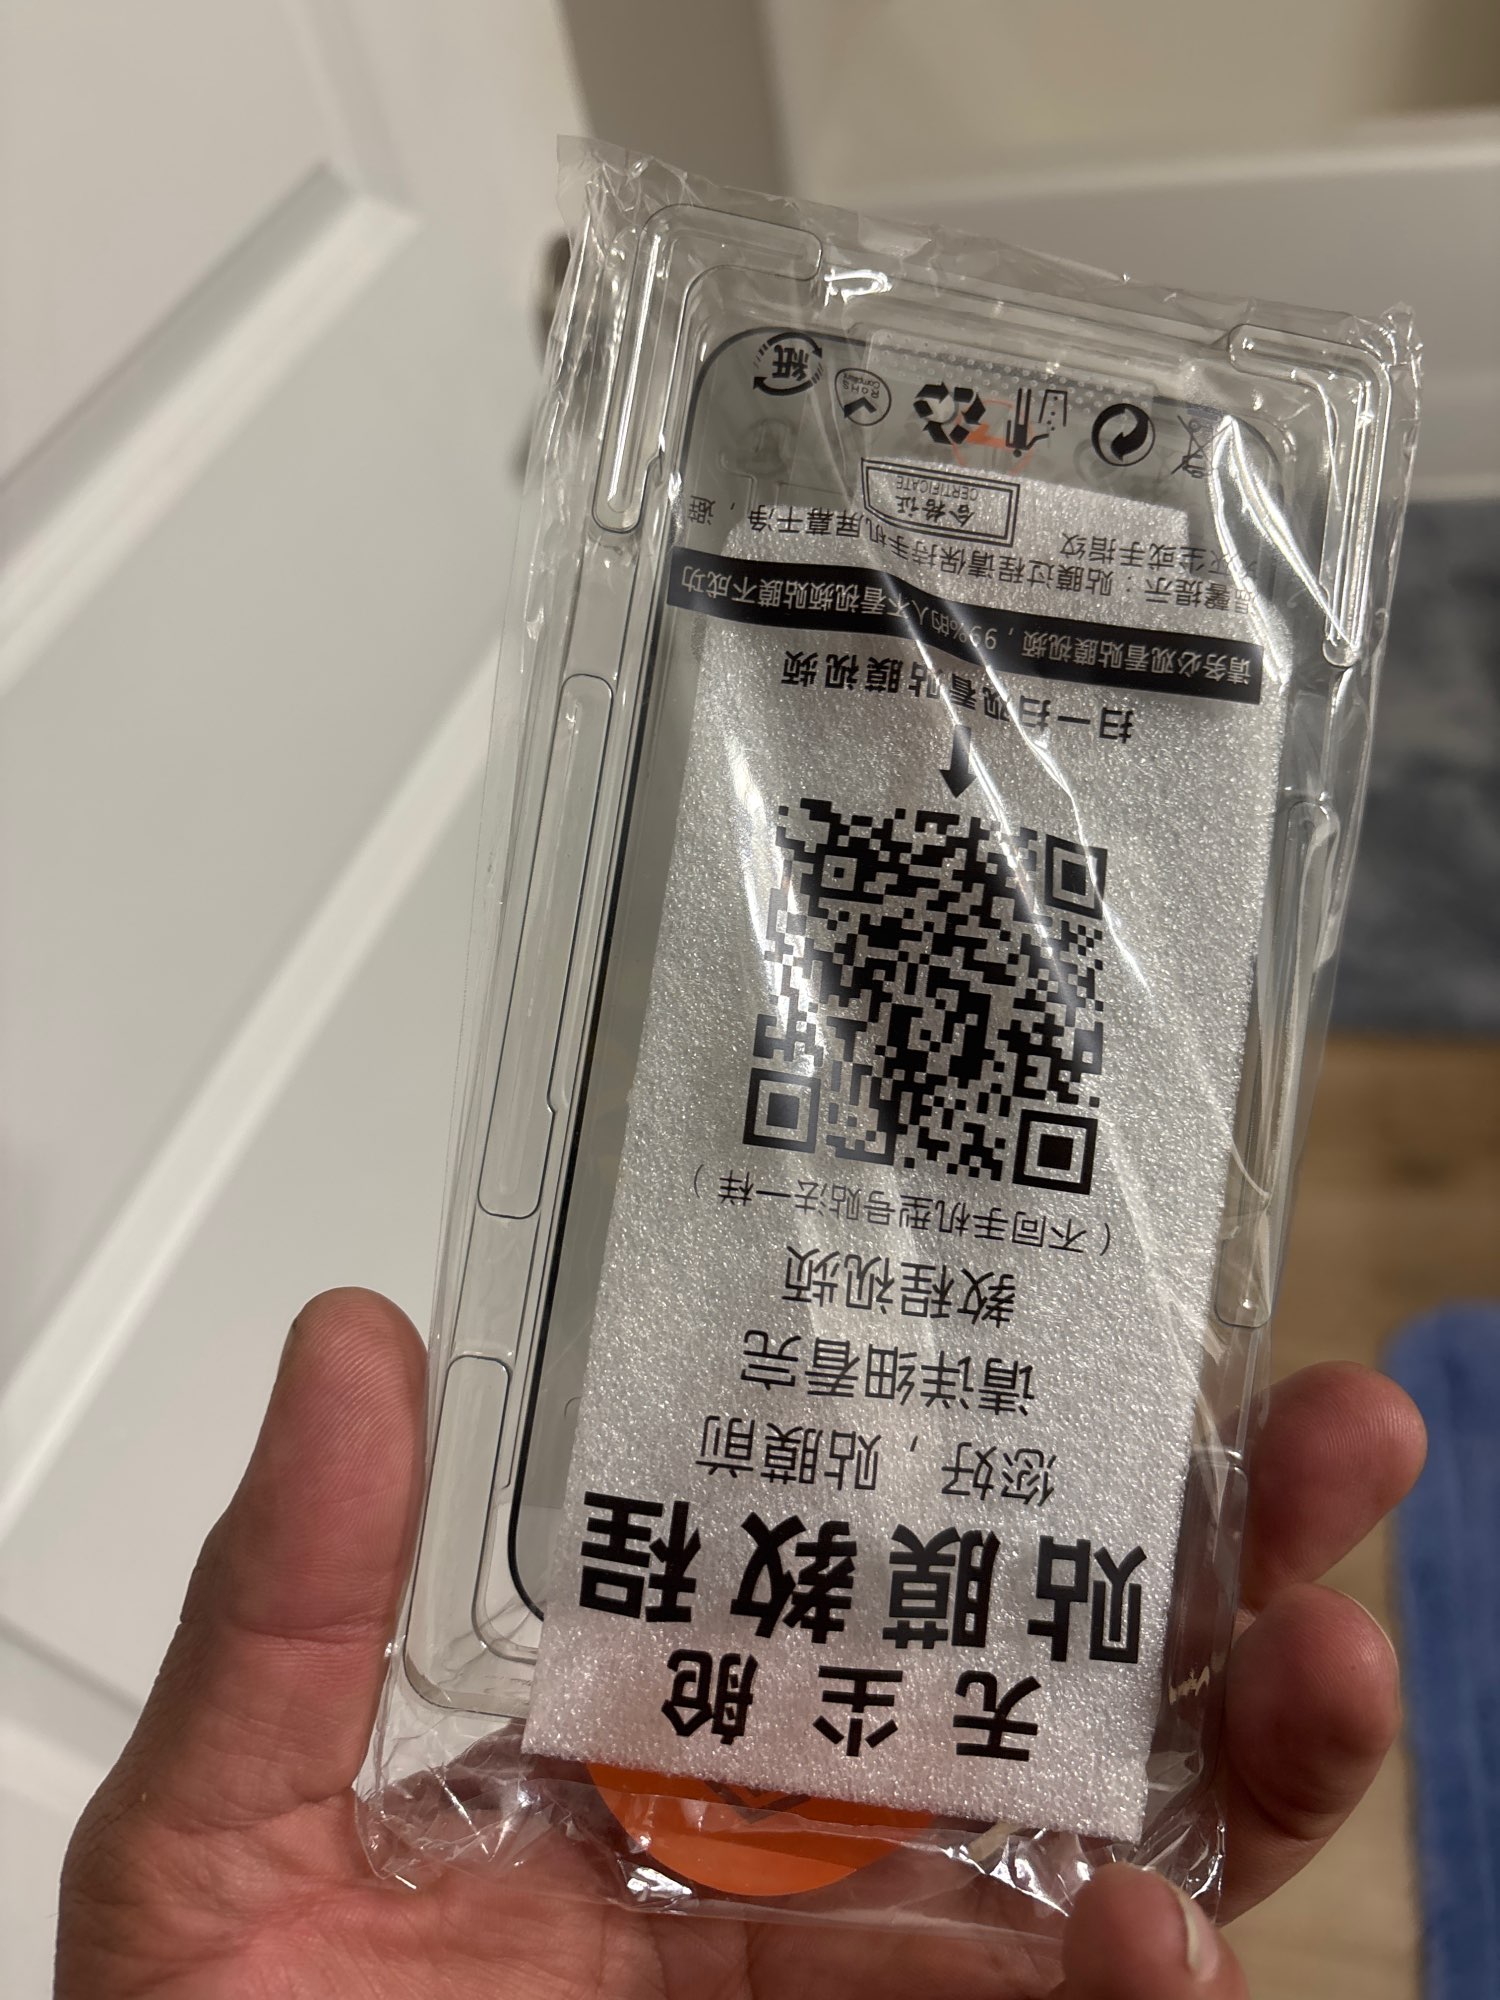 无尘舱
贴膜教程
您好，贴膜前
请详细看完
教程视频
（不同手机型号贴法一样）
扫一扫观看贴膜视频
请务必观看贴膜视频，99%的人不看视频贴膜不成功
温馨提示：贴膜过程请保持手机屏幕干净，避
灰尘或手指纹
合格证
CERTIFICATE
RoHS
Compliant
纸